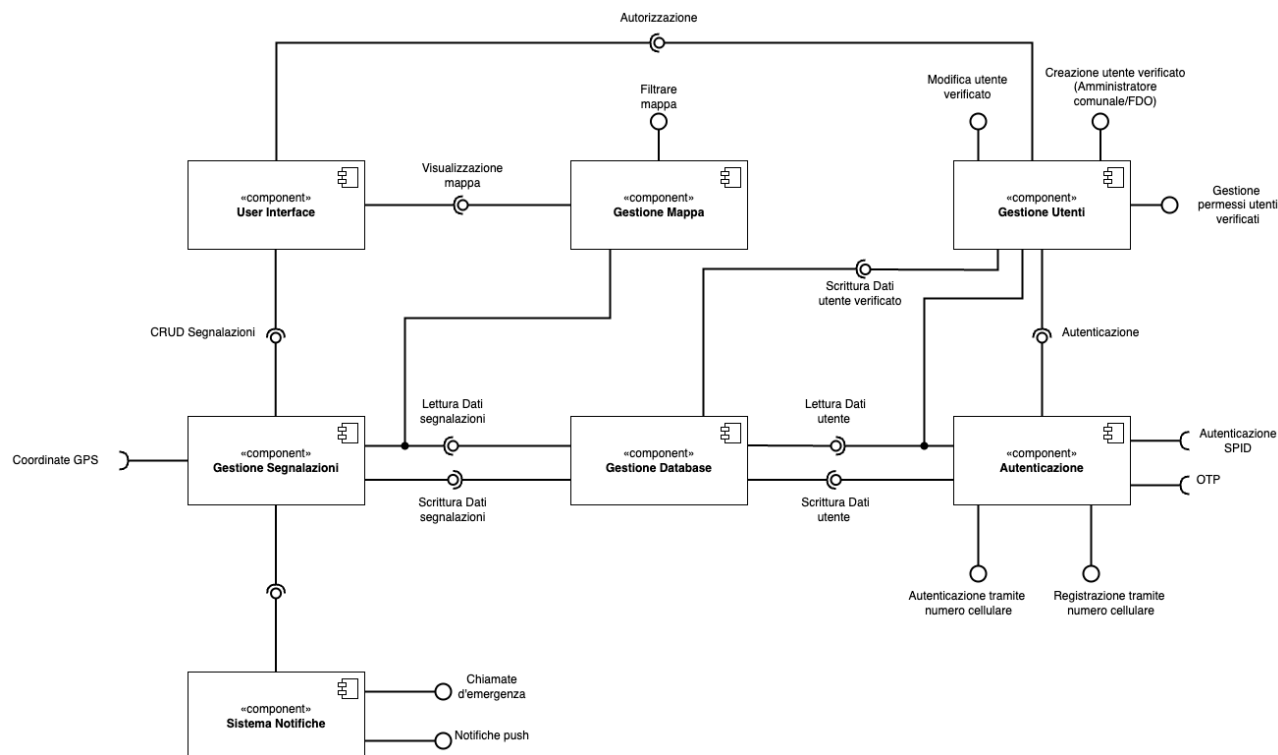 Autorizzazione
Modifica utente
verificato
Creazione utente verificato
(Amministratore
comunale/FDO)
Filtrare
mappa
«component»
User Interface
Visualizzazione
mappa
«component»
Gestione Mappa
«component»
Gestione Utenti
Gestione
permessi utenti
verificati
Scrittura Dati
utente verificato
CRUD Segnalazioni
Autenticazione
Lettura Dati
segnalazioni
Lettura Dati
utente
Coordinate GPS
«component»
Gestione Segnalazioni
«component»
Gestione Database
«component»
Autenticazione
Autenticazione
SPID
OTP
Scrittura Dati
segnalazioni
Scrittura Dati
utente
Autenticazione tramite
numero cellulare
Registrazione tramite
numero cellulare
«component»
Sistema Notifiche
Chiamate
d'emergenza
Notifiche push